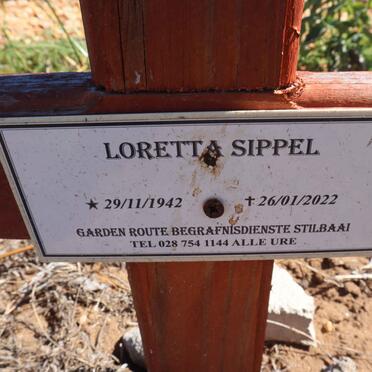 LORETTA SIPPEL
★ 29/11/1942 ✝ 26/01/2022
GARDEN ROUTE BEGRAFNISDIENSTE STILBAAI
TEL 028 754 1144 ALLE URE